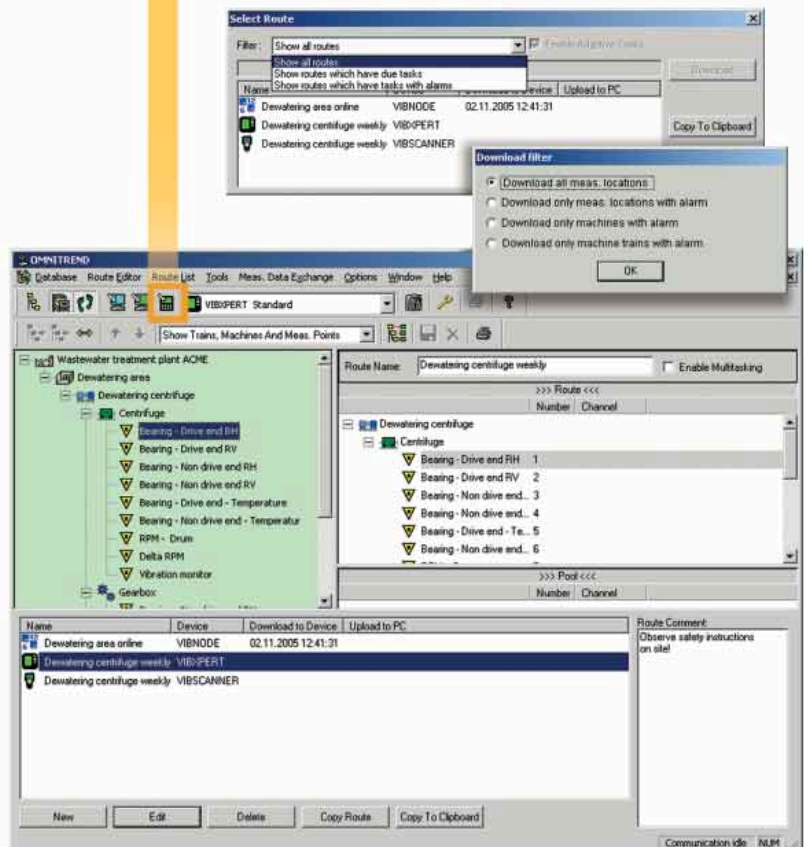 Select Route
Filter: Show all routes
Enable Adaptive Tasks
Show all routes
Show routes which have due tasks
Show routes which have tasks with alarms
Download
Name Device Download to Device Upload to PC
Dewatering area online VIBNODE 02.11.2005 12:41:31
Dewatering centifuge weekly VIBXPERT
Dewatering centifuge weekly VIBSCANNER
Copy To Clipboard
Download filter
Download all meas. locations
Download only meas. locations with alarm
Download only machines with alarm
Download only machine trains with alarm
OK
OMNITREND
Database Route Editor Route List Tools Meas. Data Exchange Options Window Help
VIBXPERT Standard
Show Trains, Machines And Meas. Points
Wastewater treatment plant ACME
Dewatering area
Dewatering centrifuge
Centrifuge
Bearing - Drive end RH
Bearing - Drive end RV
Bearing - Non drive end RH
Bearing - Non drive end RV
Bearing - Drive end - Temperature
Bearing - Non drive end - Temperatur
RPM - Drum
Delta RPM
Vibration monitor
Gearbox
Route Name: Dewatering centrifuge weekly
Enable Multitasking
>>> Route <<<
Number Channel
Dewatering centrifuge
Centrifuge
Bearing - Drive end RH 1
Bearing - Drive end RV 2
Bearing - Non drive end... 3
Bearing - Non drive end... 4
Bearing - Drive end - Te... 5
Bearing - Non drive end... 6
>>> Pool <<<
Number Channel
Name Device Download to Device Upload to PC
Dewatering area online VIBNODE 02.11.2005 12:41:31
Dewatering centrifuge weekly VIBXPERT
Dewatering centrifuge weekly VIBSCANNER
Route Comment:
Observe safety instructions
on site!
New Edit Delete Copy Route Copy To Clipboard
Communication idle NUM